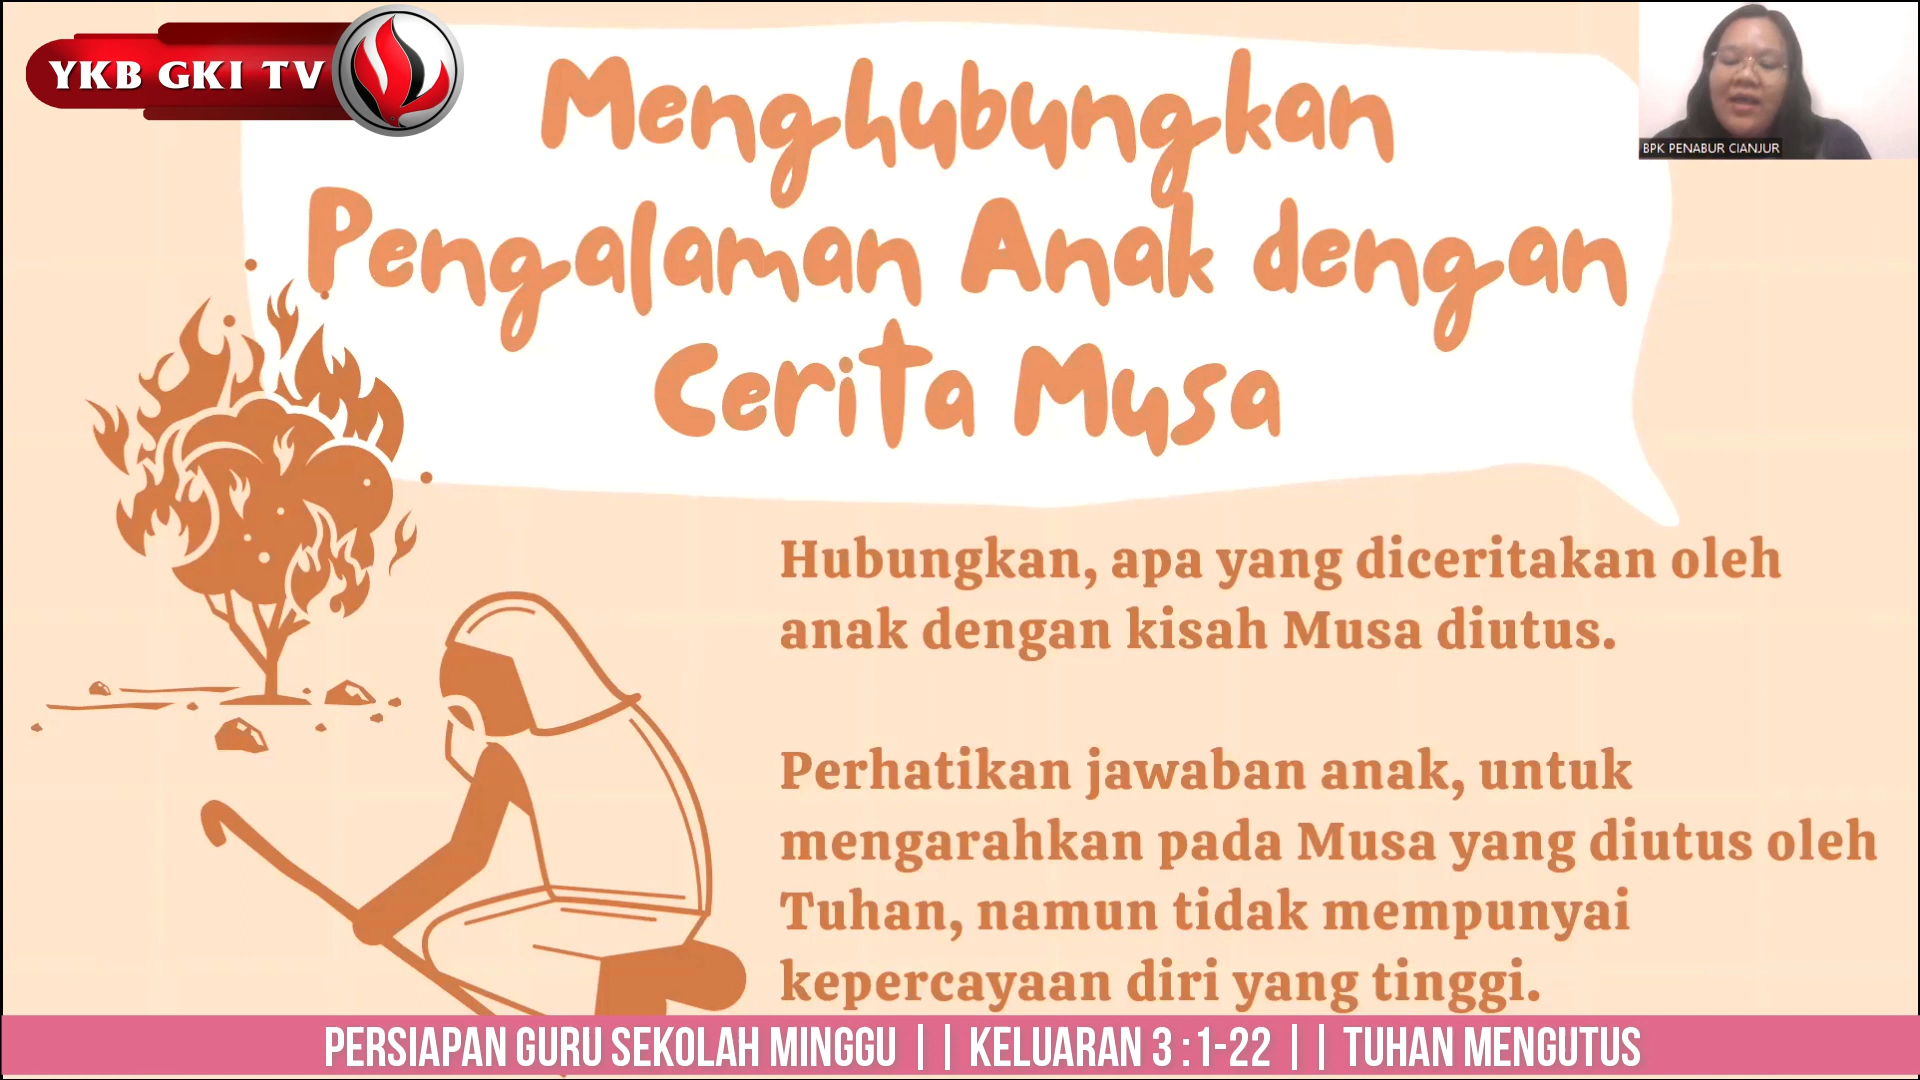 YKB GKI TV
Menghubungkan
Pengalaman Anak dengan
Cerita Musa
BPK PENABUR CIANJUR
Hubungkan, apa yang diceritakan oleh
anak dengan kisah Musa diutus.
Perhatikan jawaban anak, untuk
mengarahkan pada Musa yang diutus oleh
Tuhan, namun tidak mempunyai
kepercayaan diri yang tinggi.
PERSIAPAN GURU SEKOLAH MINGGU || KELUARAN 3 :1-22 || TUHAN MENGUTUS